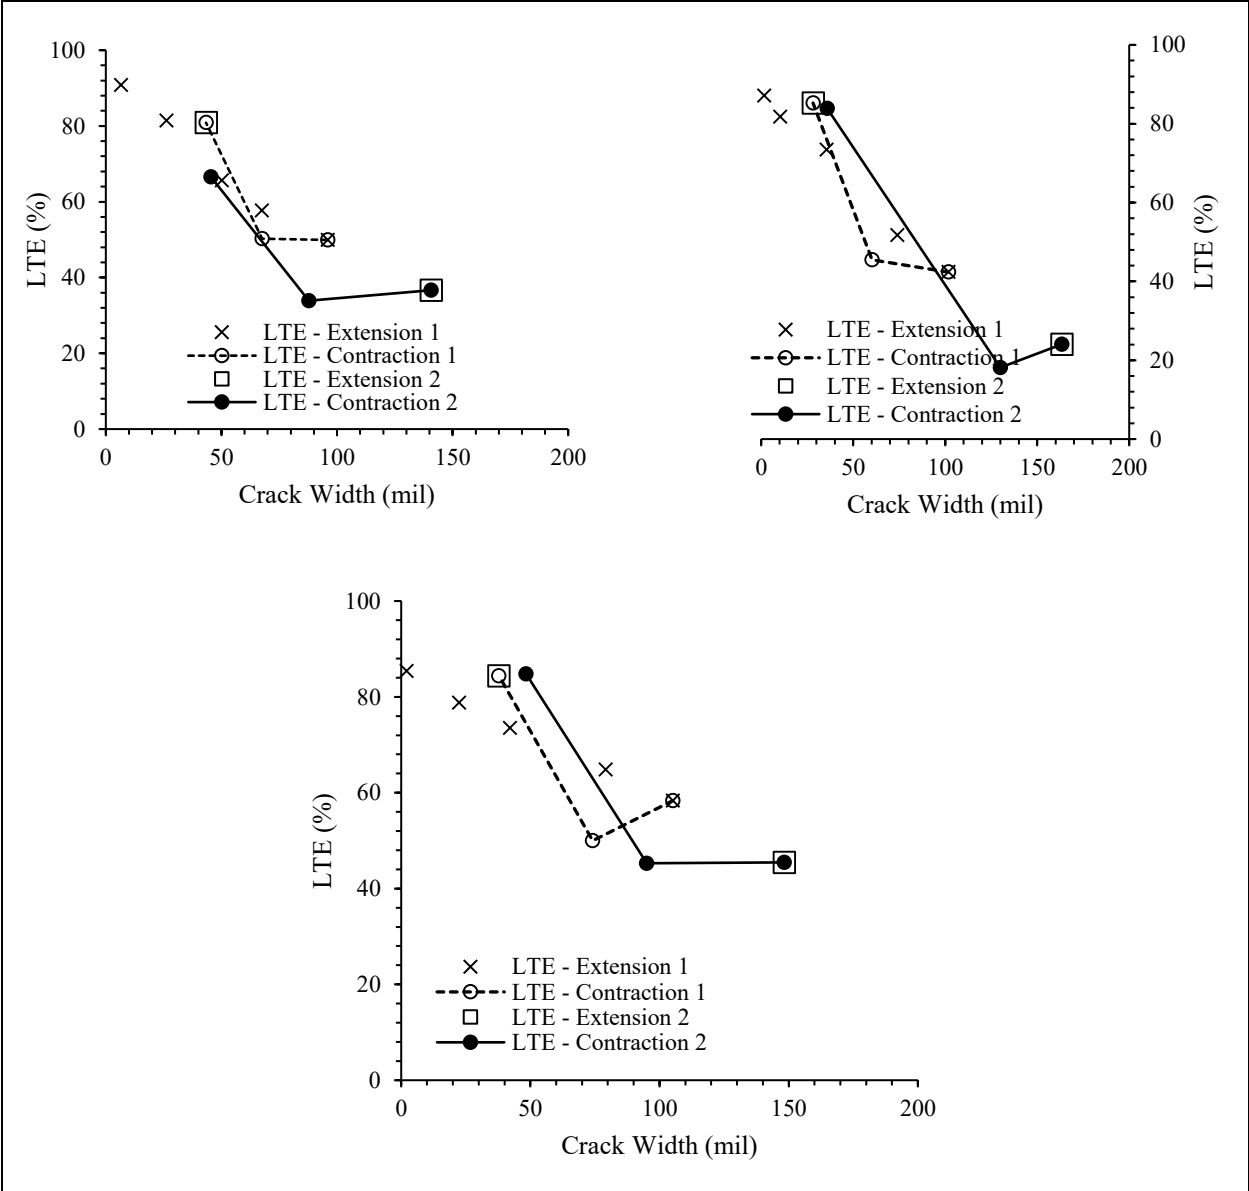 100
80
60
40
20
0
LTE (%)
LTE - Extension 1
LTE - Contraction 1
LTE - Extension 2
LTE - Contraction 2
0 50 100 150 200
Crack Width (mil)
100
80
60
40
20
0
LTE (%)
LTE - Extension 1
LTE - Contraction 1
LTE - Extension 2
LTE - Contraction 2
0 50 100 150 200
Crack Width (mil)
100
80
60
40
20
0
LTE (%)
LTE - Extension 1
LTE - Contraction 1
LTE - Extension 2
LTE - Contraction 2
0 50 100 150 200
Crack Width (mil)